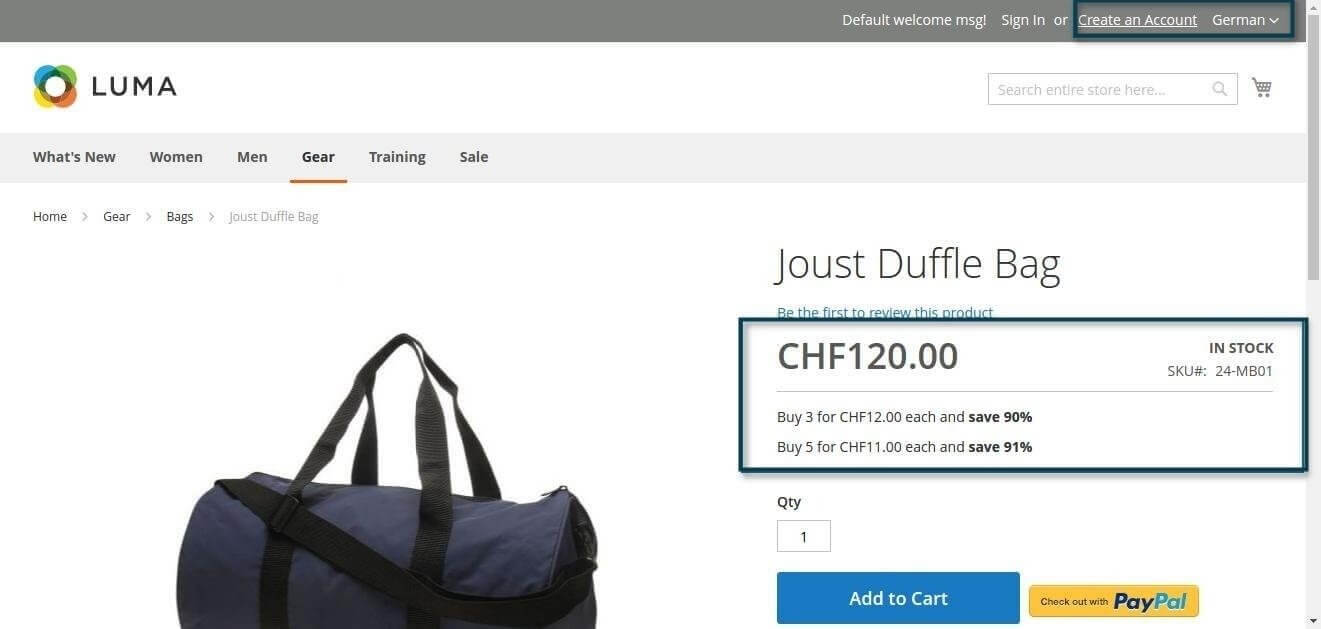 Default welcome msg! Sign In or Create an Account German
LUMA
Search entire store here...
What's New Women Men Gear Training Sale
Home Gear Bags Joust Duffle Bag
Joust Duffle Bag
Be the first to review this product
CHF120.00
IN STOCK
SKU#: 24-MB01
Buy 3 for CHF12.00 each and save 90%
Buy 5 for CHF11.00 each and save 91%
Qty
1
Add to Cart
Check out with PayPal